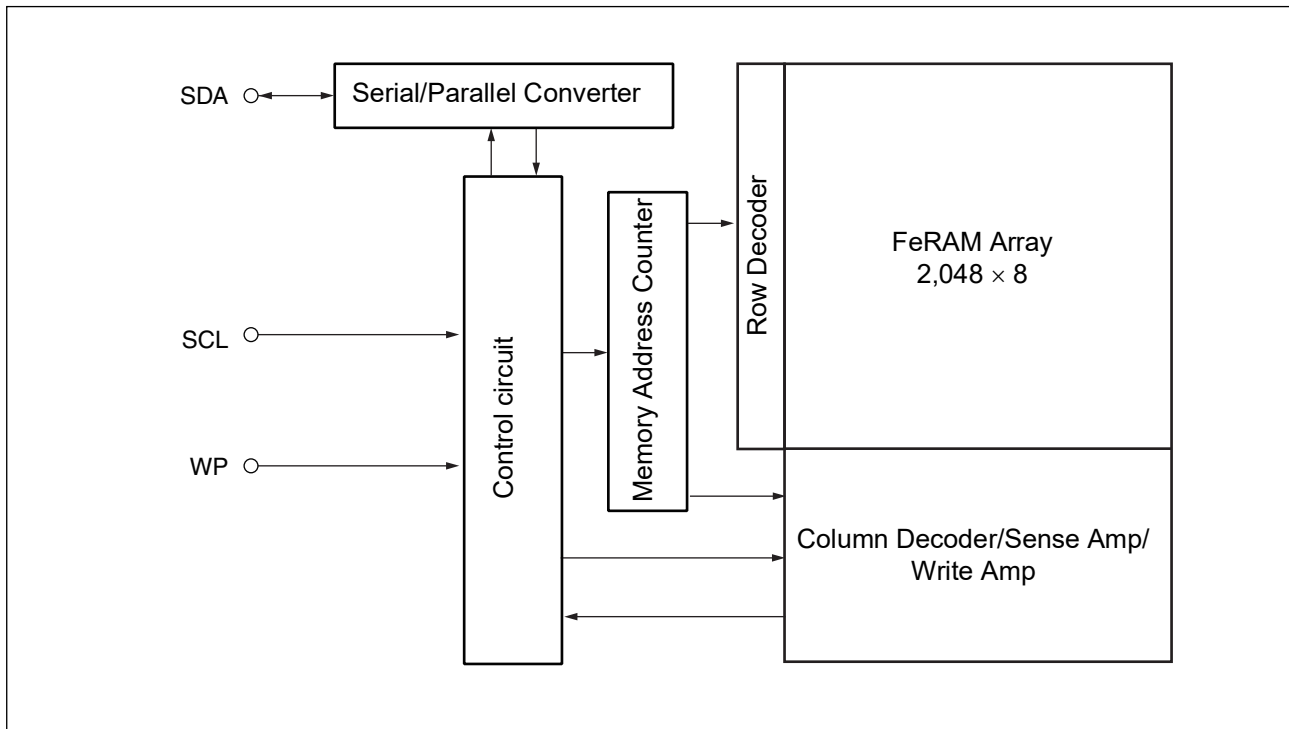 SDA
Serial/Parallel Converter
SCL
WP
Control circuit
Memory Address Counter
Row Decoder
FeRAM Array
2,048 × 8
Column Decoder/Sense Amp/
Write Amp